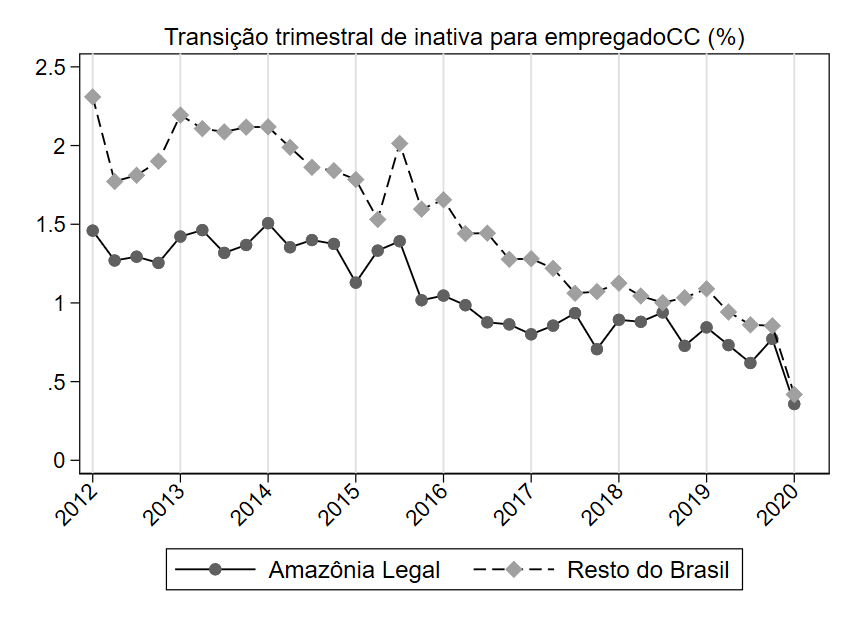 Transição trimestral de inativa para empregadoCC (%)
2.5
2
1.5
1
.5
0
2012 2013 2014 2015 2016 2017 2018 2019 2020
Amazônia Legal Resto do Brasil